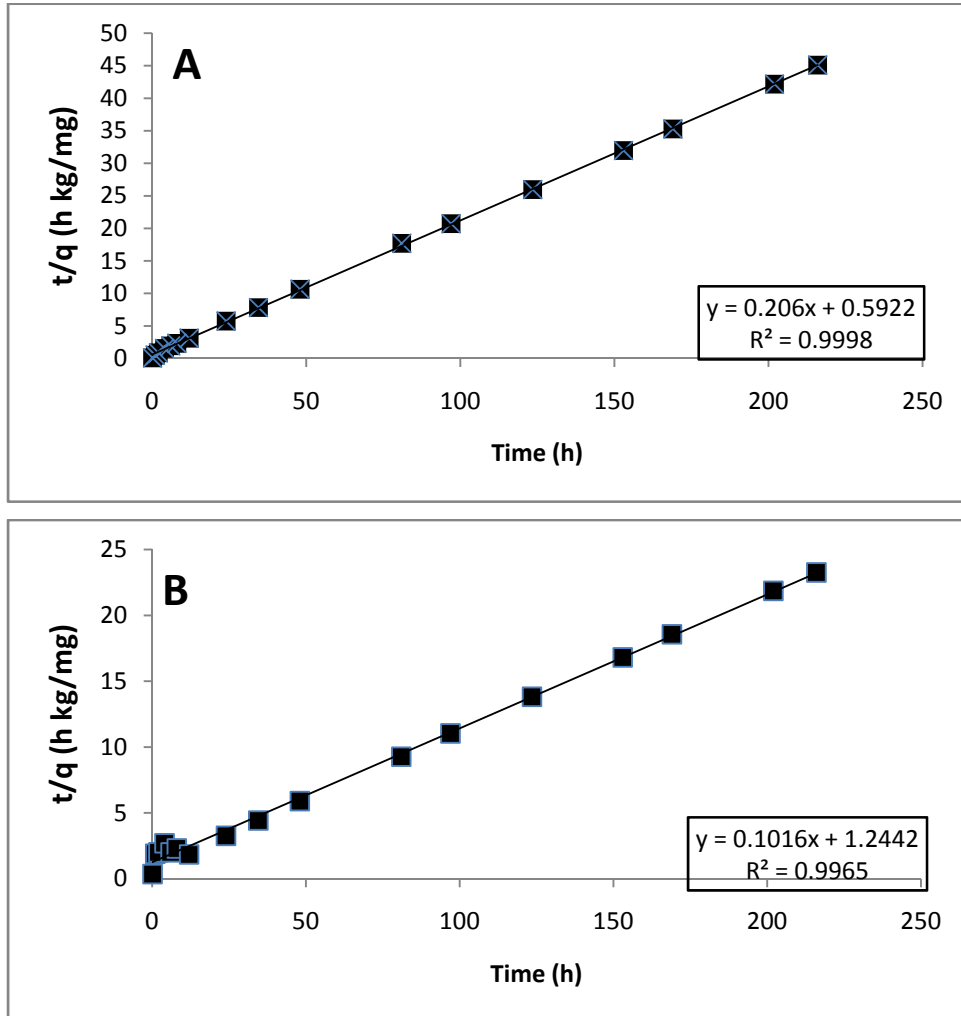 50
45
A
40
35
30
25
20
15
10
5
0
t/q (h kg/mg)
y = 0.206x + 0.5922
R² = 0.9998
0 50 100 150 200 250
Time (h)
25
B
20
15
10
5
0
t/q (h kg/mg)
y = 0.1016x + 1.2442
R² = 0.9965
0 50 100 150 200 250
Time (h)